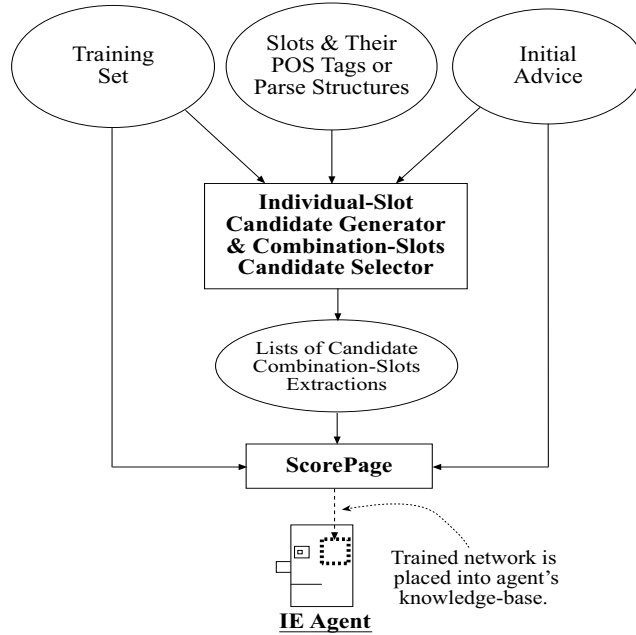 Training
Set
Slots & Their
POS Tags or
Parse Structures
Initial
Advice
Individual-Slot
Candidate Generator
& Combination-Slots
Candidate Selector
Lists of Candidate
Combination-Slots
Extractions
ScorePage
Trained network is
placed into agent's
knowledge-base.
IE Agent